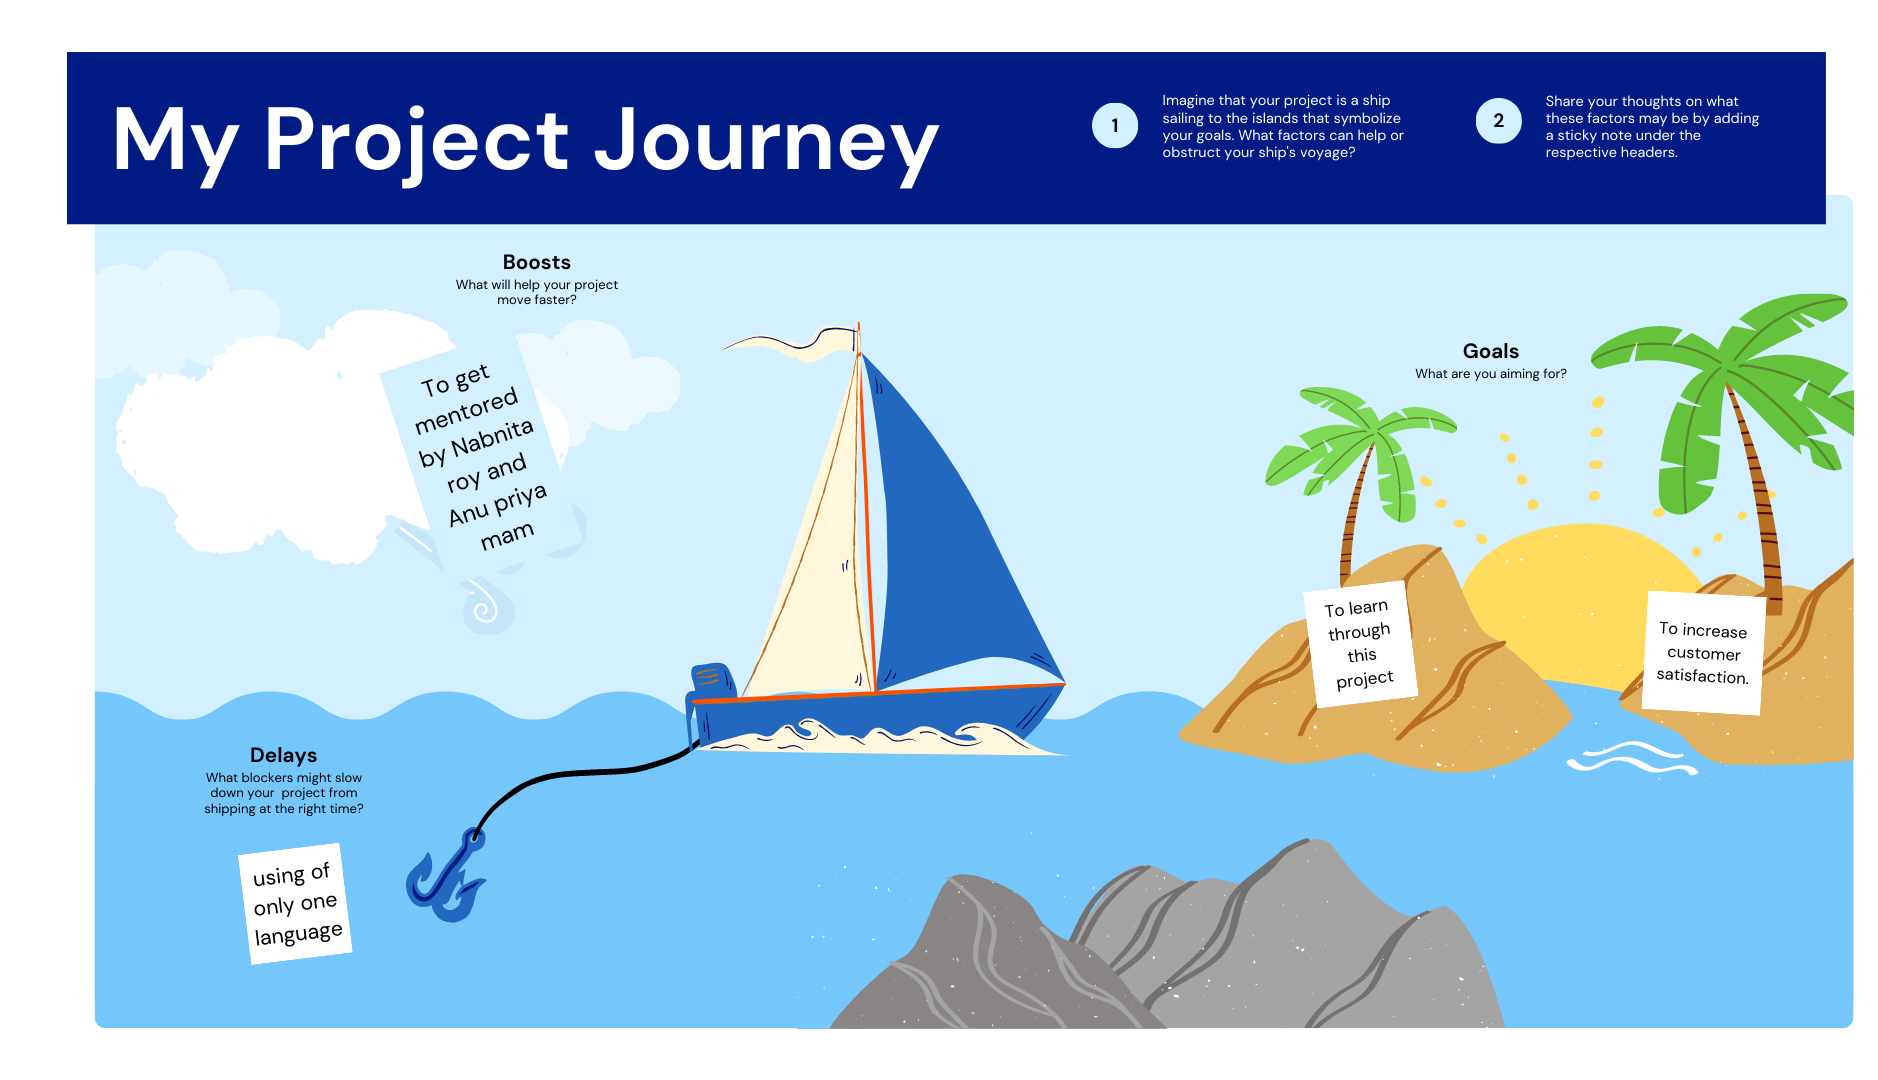 My Project Journey
1
Imagine that your project is a ship
sailing to the islands that symbolize
your goals. What factors can help or
obstruct your ship's voyage?
2
Share your thoughts on what
these factors may be by adding
a sticky note under the
respective headers.
Boosts
What will help your project
move faster?
To get
mentored
by Nabnita
roy and
Anu priya
mam
Goals
What are you aiming for?
To learn
through
this
project
To increase
customer
satisfaction.
Delays
What blockers might slow
down your project from
shipping at the right time?
using of
only one
language